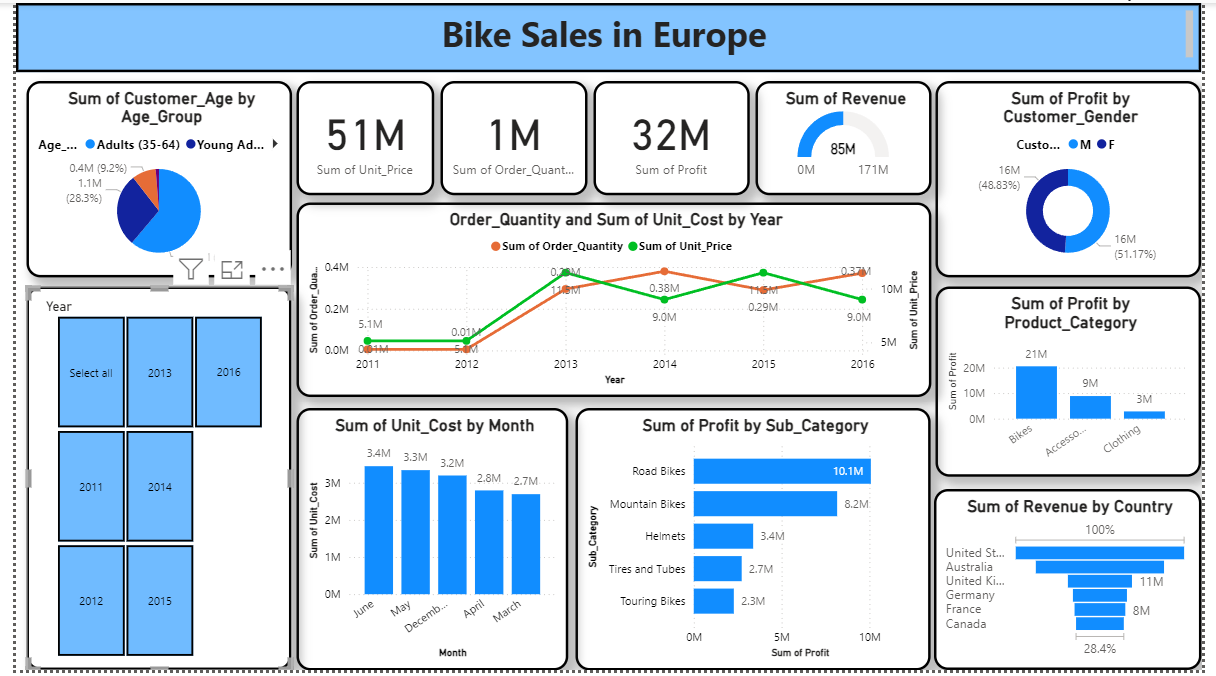 Bike Sales in Europe
Sum of Customer_Age by
Age_Group
Age_... Adults (35-64) Young Ad...
0.4M (9.2%)
1.1M
(28.3%)
51M
Sum of Unit_Price
1M
Sum of Order_Quant...
32M
Sum of Profit
Sum of Revenue
85M
0M
171M
Sum of Profit by
Customer_Gender
Custo... M F
16M
(48.83%)
16M
(51.17%)
Order_Quantity and Sum of Unit_Cost by Year
Sum of Order_Quantity Sum of Unit_Price
Sum of Order_Qua...
0.4M
0.2M
0.0M
5.1M
0.01M
0.01M
5.1M
11.5M
0.38M
9.0M
11.5M
0.29M
0.37M
9.0M
10M
5M
Sum of Unit_Price
2011
2012
2013
2014
2015
2016
Year
Year
Select all
2013
2016
2011
2014
2012
2015
Sum of Unit_Cost by Month
Sum of Unit_Cost
3M
2M
1M
0M
3.4M
3.3M
3.2M
2.8M
2.7M
June
May
Decemb...
April
March
Month
Sum of Profit by Sub_Category
Sub_Category
Road Bikes 10.1M
Mountain Bikes 8.2M
Helmets 3.4M
Tires and Tubes 2.7M
Touring Bikes 2.3M
0M
5M
10M
Sum of Profit
Sum of Profit by
Product_Category
Sum of Profit
20M
10M
0M
21M
9M
3M
Bikes
Accesso...
Clothing
Sum of Revenue by Country
100%
United St...
Australia
United Ki... 11M
Germany
France 8M
Canada
28.4%